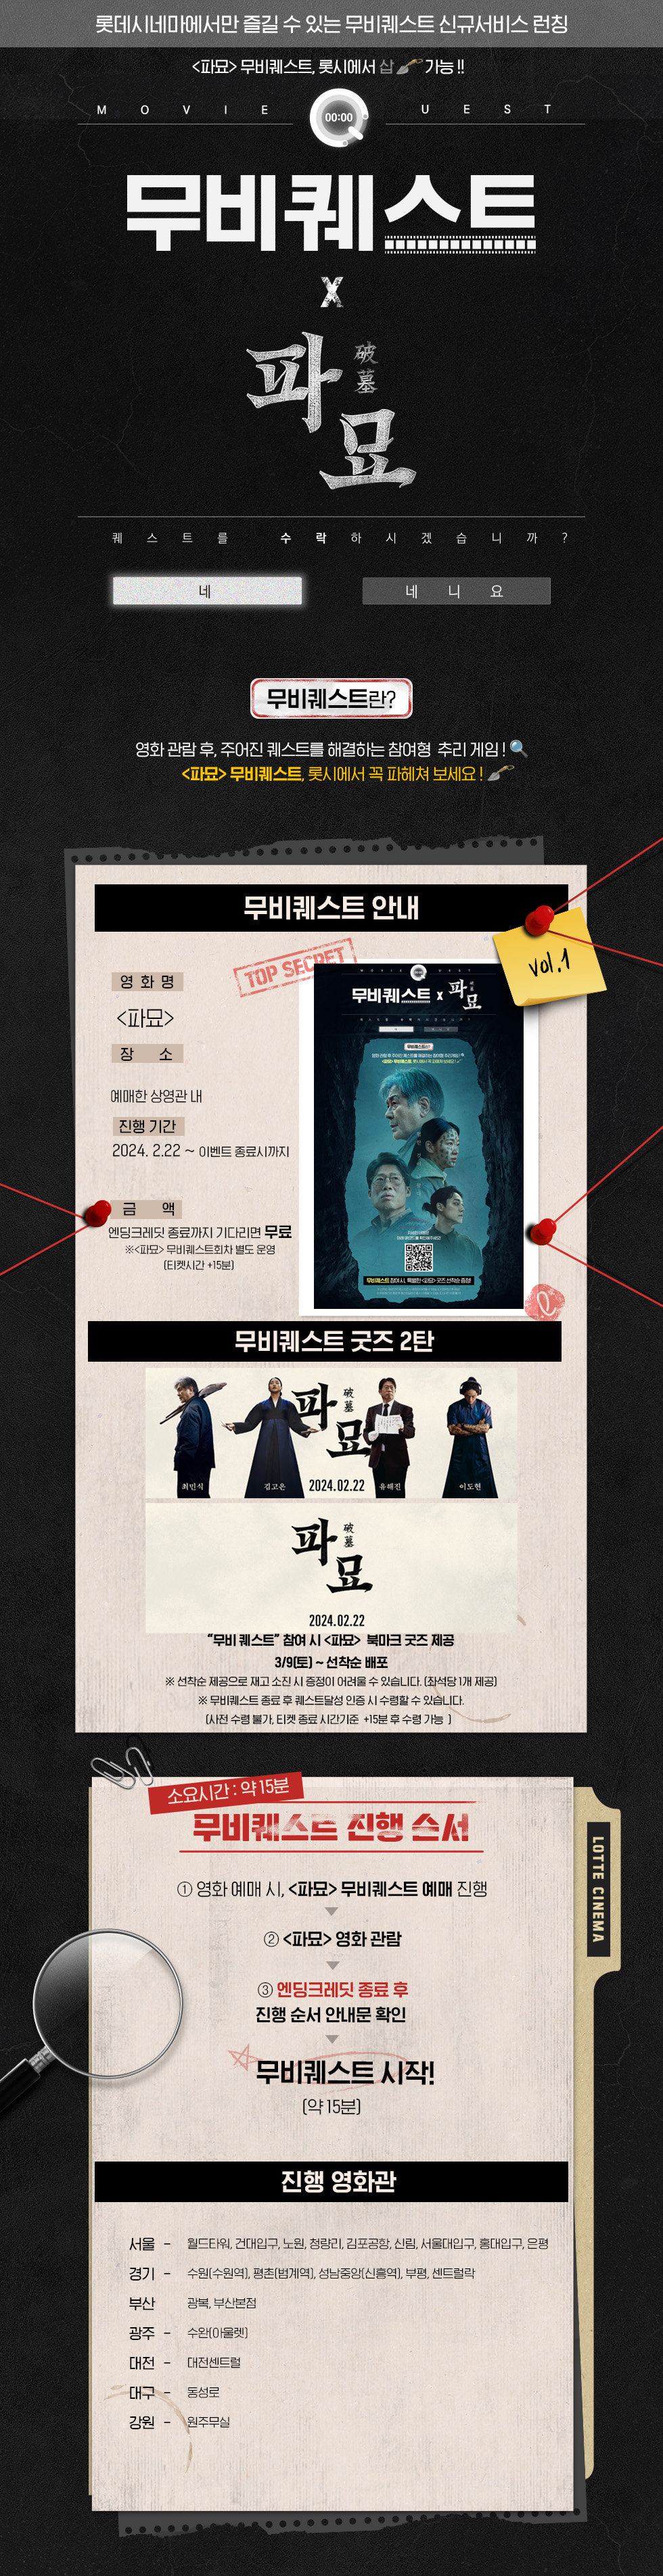 롯데시네마에서만 즐길 수 있는 무비퀘스트 신규서비스 런칭
<파묘> 무비퀘스트, 롯시에서 삽 가능 !!
MOVIE 00:00 UEST
무비퀘스트
X
파묘 破墓
퀘스트를 수락하시겠습니까?
네
네니요
무비퀘스트란?
영화 관람 후, 주어진 퀘스트를 해결하는 참여형 추리 게임 !
<파묘> 무비퀘스트, 롯시에서 꼭 파헤쳐 보세요 !
무비퀘스트 안내
vol.1
TOP SECRET
영화명
<파묘>
장 소
예매한 상영관 내
진행 기간
2024. 2.22 ~ 이벤트 종료시까지
금 액
엔딩크레딧 종료까지 기다리면 무료
※<파묘> 무비퀘스트회차 별도 운영
(티켓시간 +15분)
무비퀘스트 x 파묘 破墓
무비퀘스트 참여 시, 특별한 <파묘> 굿즈 선착순 증정!
무비퀘스트 굿즈 2탄
파묘 破墓
최민식
김고은
2024.02.22
유해진
이도현
파묘 破墓
2024.02.22
“무비 퀘스트” 참여 시 <파묘> 북마크 굿즈 제공
3/9(토) ~ 선착순 배포
※ 선착순 제공으로 재고 소진 시 증정이 어려울 수 있습니다. (좌석당 1개 제공)
※ 무비퀘스트 종료 후 퀘스트달성 인증 시 수령할 수 있습니다.
(사전 수령 불가, 티켓 종료 시간기준 +15분 후 수령 가능 )
소요시간 : 약 15분
무비퀘스트 진행 순서
LOTTE CINEMA
① 영화 예매 시, <파묘> 무비퀘스트 예매 진행
② <파묘> 영화 관람
③ 엔딩크레딧 종료 후
진행 순서 안내문 확인
무비퀘스트 시작!
(약 15분)
진행 영화관
서울 - 월드타워, 건대입구, 노원, 청량리, 김포공항, 신림, 서울대입구, 홍대입구, 은평
경기 - 수원(수원역), 평촌(범계역), 성남중앙(신흥역), 부평, 센트럴락
부산 광복, 부산본점
광주 - 수완(아울렛)
대전 - 대전센트럴
대구 - 동성로
강원 - 원주무실